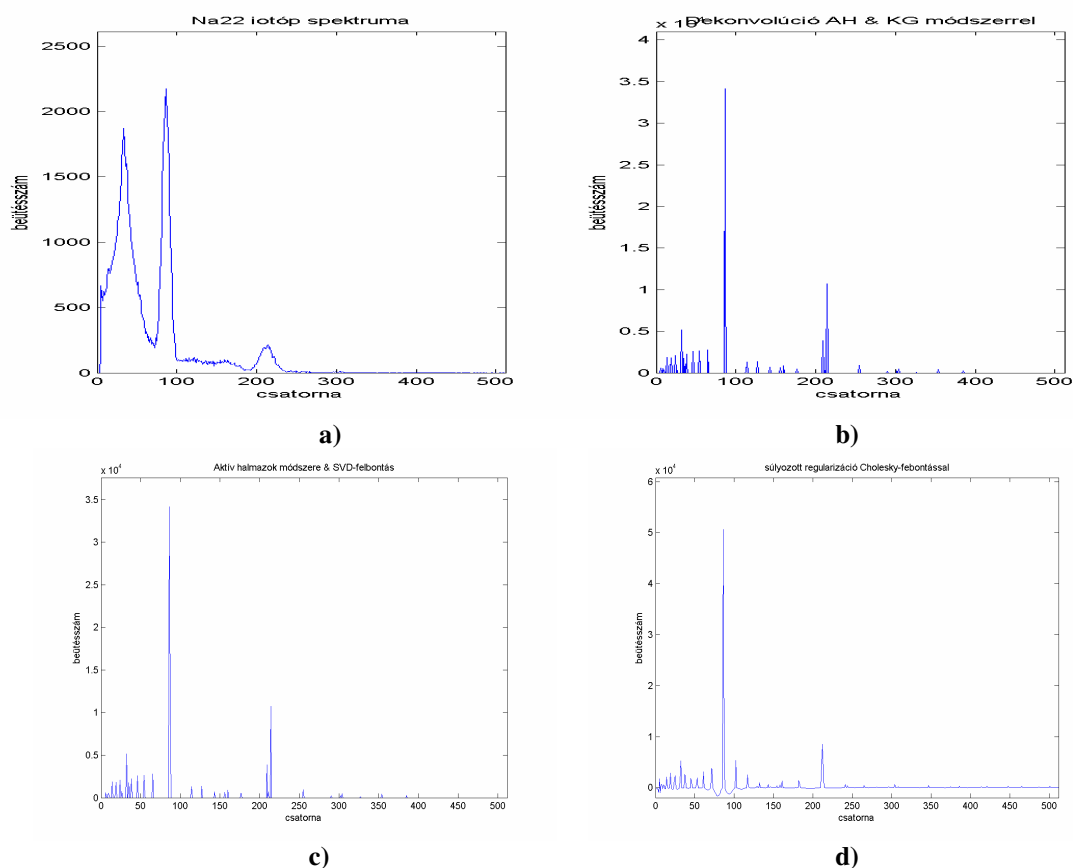 Na22 iotóp spektruma
2500
2000
1500
1000
500
0
beütésszám
0 100 200 300 400 500
csatorna
a)
x 10
Dekonvolúció AH & KG módszerrel
4
3.5
3
2.5
2
1.5
1
0.5
0
beütésszám
0 100 200 300 400 500
csatorna
b)
x 10⁴
Aktív halmazok módszere & SVD-felbontás
3.5
3
2.5
2
1.5
1
0.5
0
beütésszám
0 50 100 150 200 250 300 350 400 450 500
csatorna
c)
x 10⁴
súlyozott regularizáció Cholesky-febontással
6
5
4
3
2
1
0
beütésszám
0 50 100 150 200 250 300 350 400 450 500
csatorna
d)